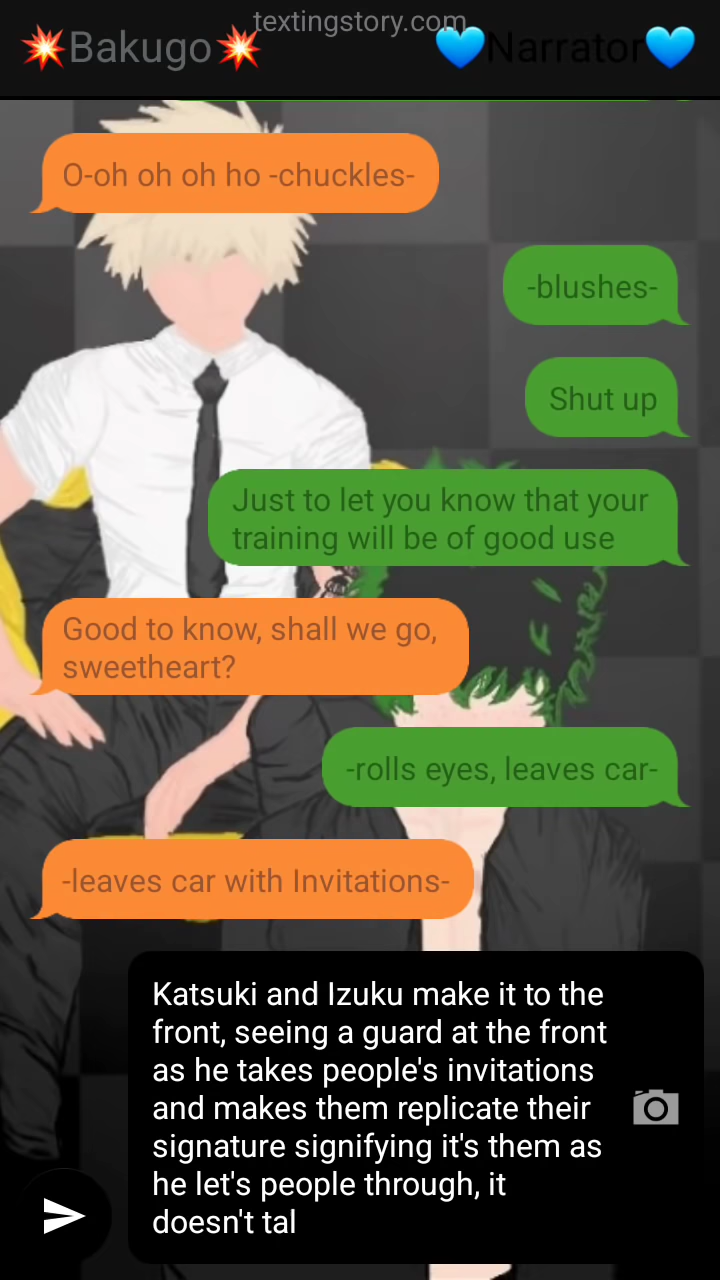 textingstory.com
💥Bakugo💥
💙Narrator💙
O-oh oh oh ho -chuckles-
-blushes-
Shut up
Just to let you know that your
training will be of good use
Good to know, shall we go,
sweetheart?
-rolls eyes, leaves car-
-leaves car with Invitations-
Katsuki and Izuku make it to the
front, seeing a guard at the front
as he takes people's invitations
and makes them replicate their
signature signifying it's them as
he let's people through, it
doesn't tal